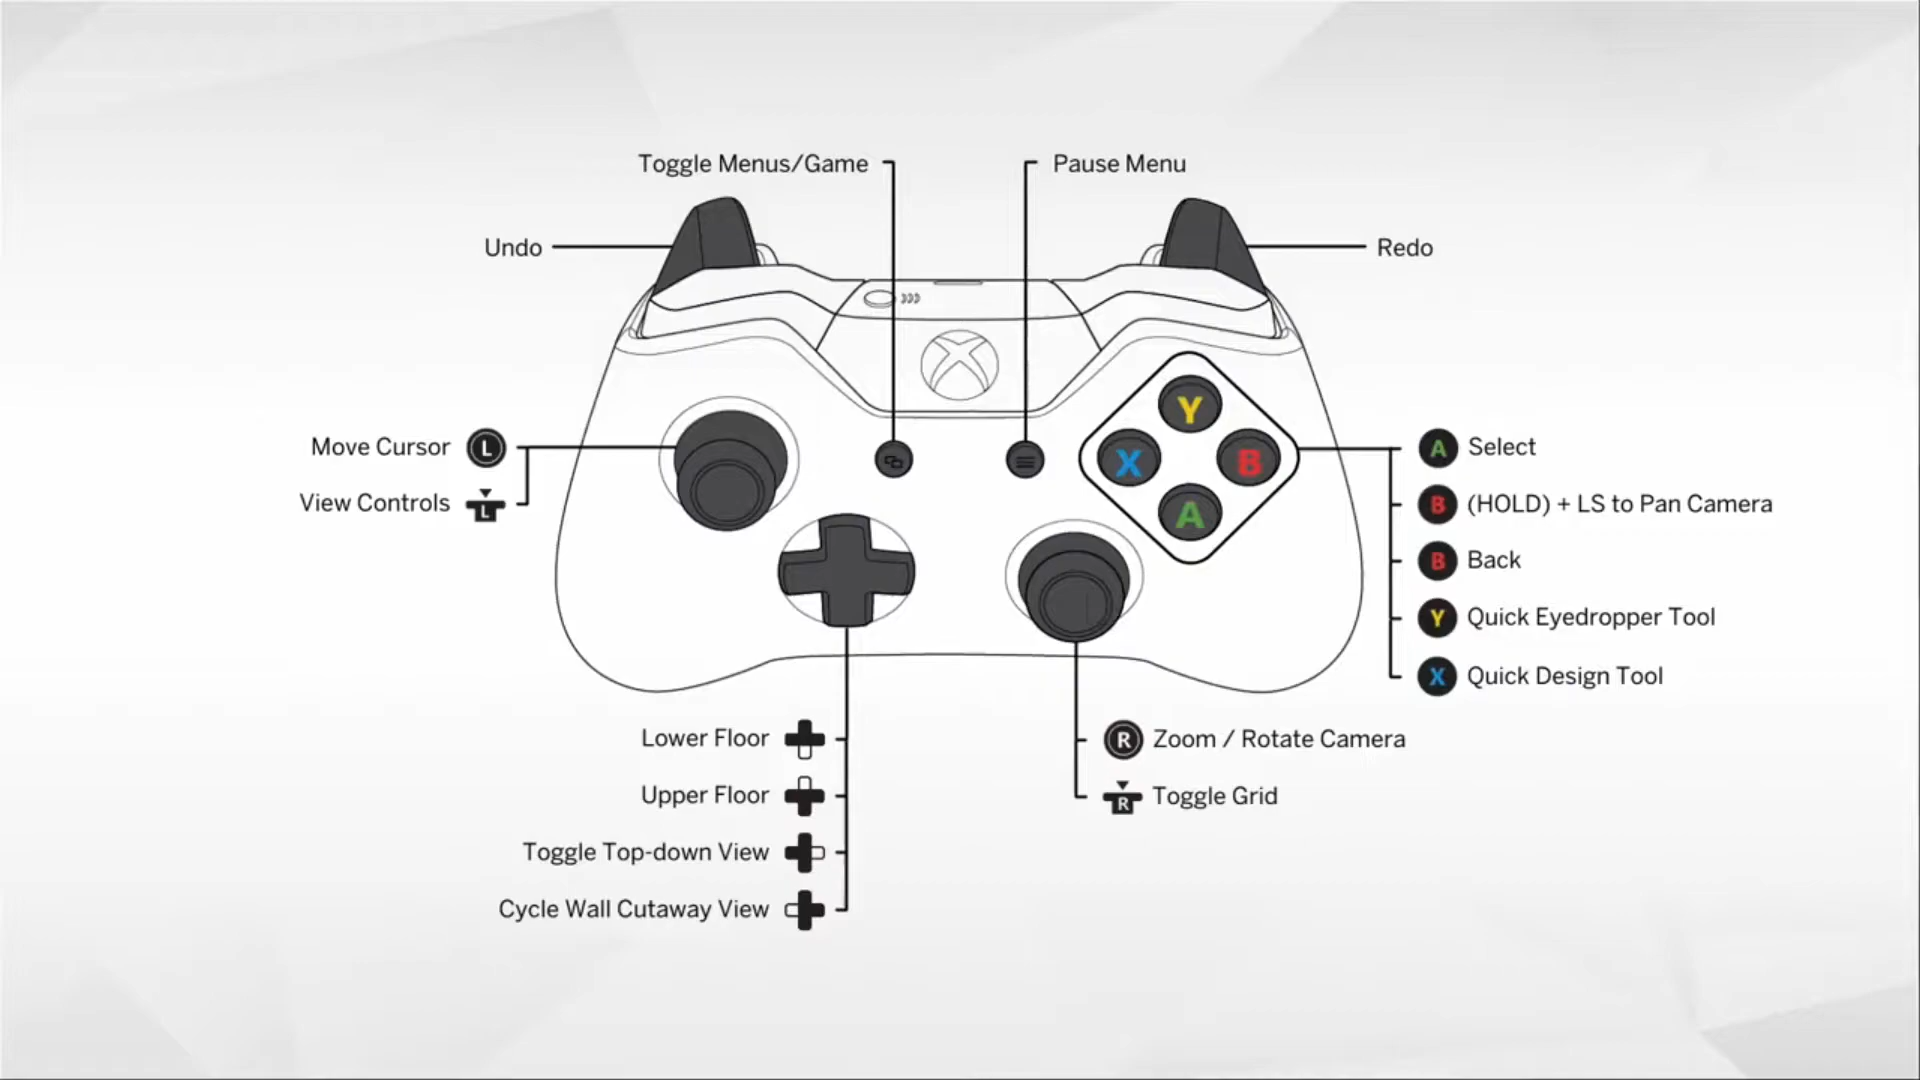 Toggle Menus/Game
Pause Menu
Undo
Redo
Y
X
B
A
Move Cursor L
View Controls L
A Select
B (HOLD) + LS to Pan Camera
B Back
Y Quick Eyedropper Tool
X Quick Design Tool
Lower Floor
Upper Floor
Toggle Top-down View
Cycle Wall Cutaway View
R Zoom / Rotate Camera
R Toggle Grid